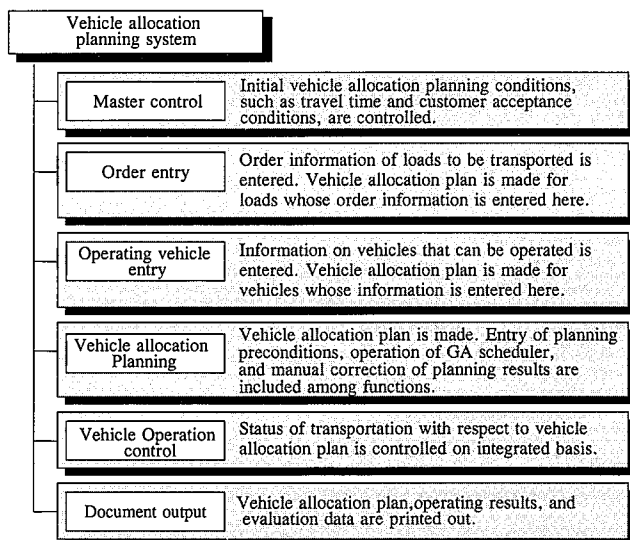 Vehicle allocation
planning system
Master control
Initial vehicle allocation planning conditions,
such as travel time and customer acceptance
conditions, are controlled.
Order entry
Order information of loads to be transported is
entered. Vehicle allocation plan is made for
loads whose order information is entered here.
Operating vehicle
entry
Information on vehicles that can be operated is
entered. Vehicle allocation plan is made for
vehicles whose information is entered here.
Vehicle allocation
Planning
Vehicle allocation plan is made. Entry of planning
preconditions, operation of GA scheduler,
and manual correction of planning results are
included among functions.
Vehicle Operation
control
Status of transportation with respect to vehicle
allocation plan is controlled on integrated basis.
Document output
Vehicle allocation plan,operating results, and
evaluation data are printed out.